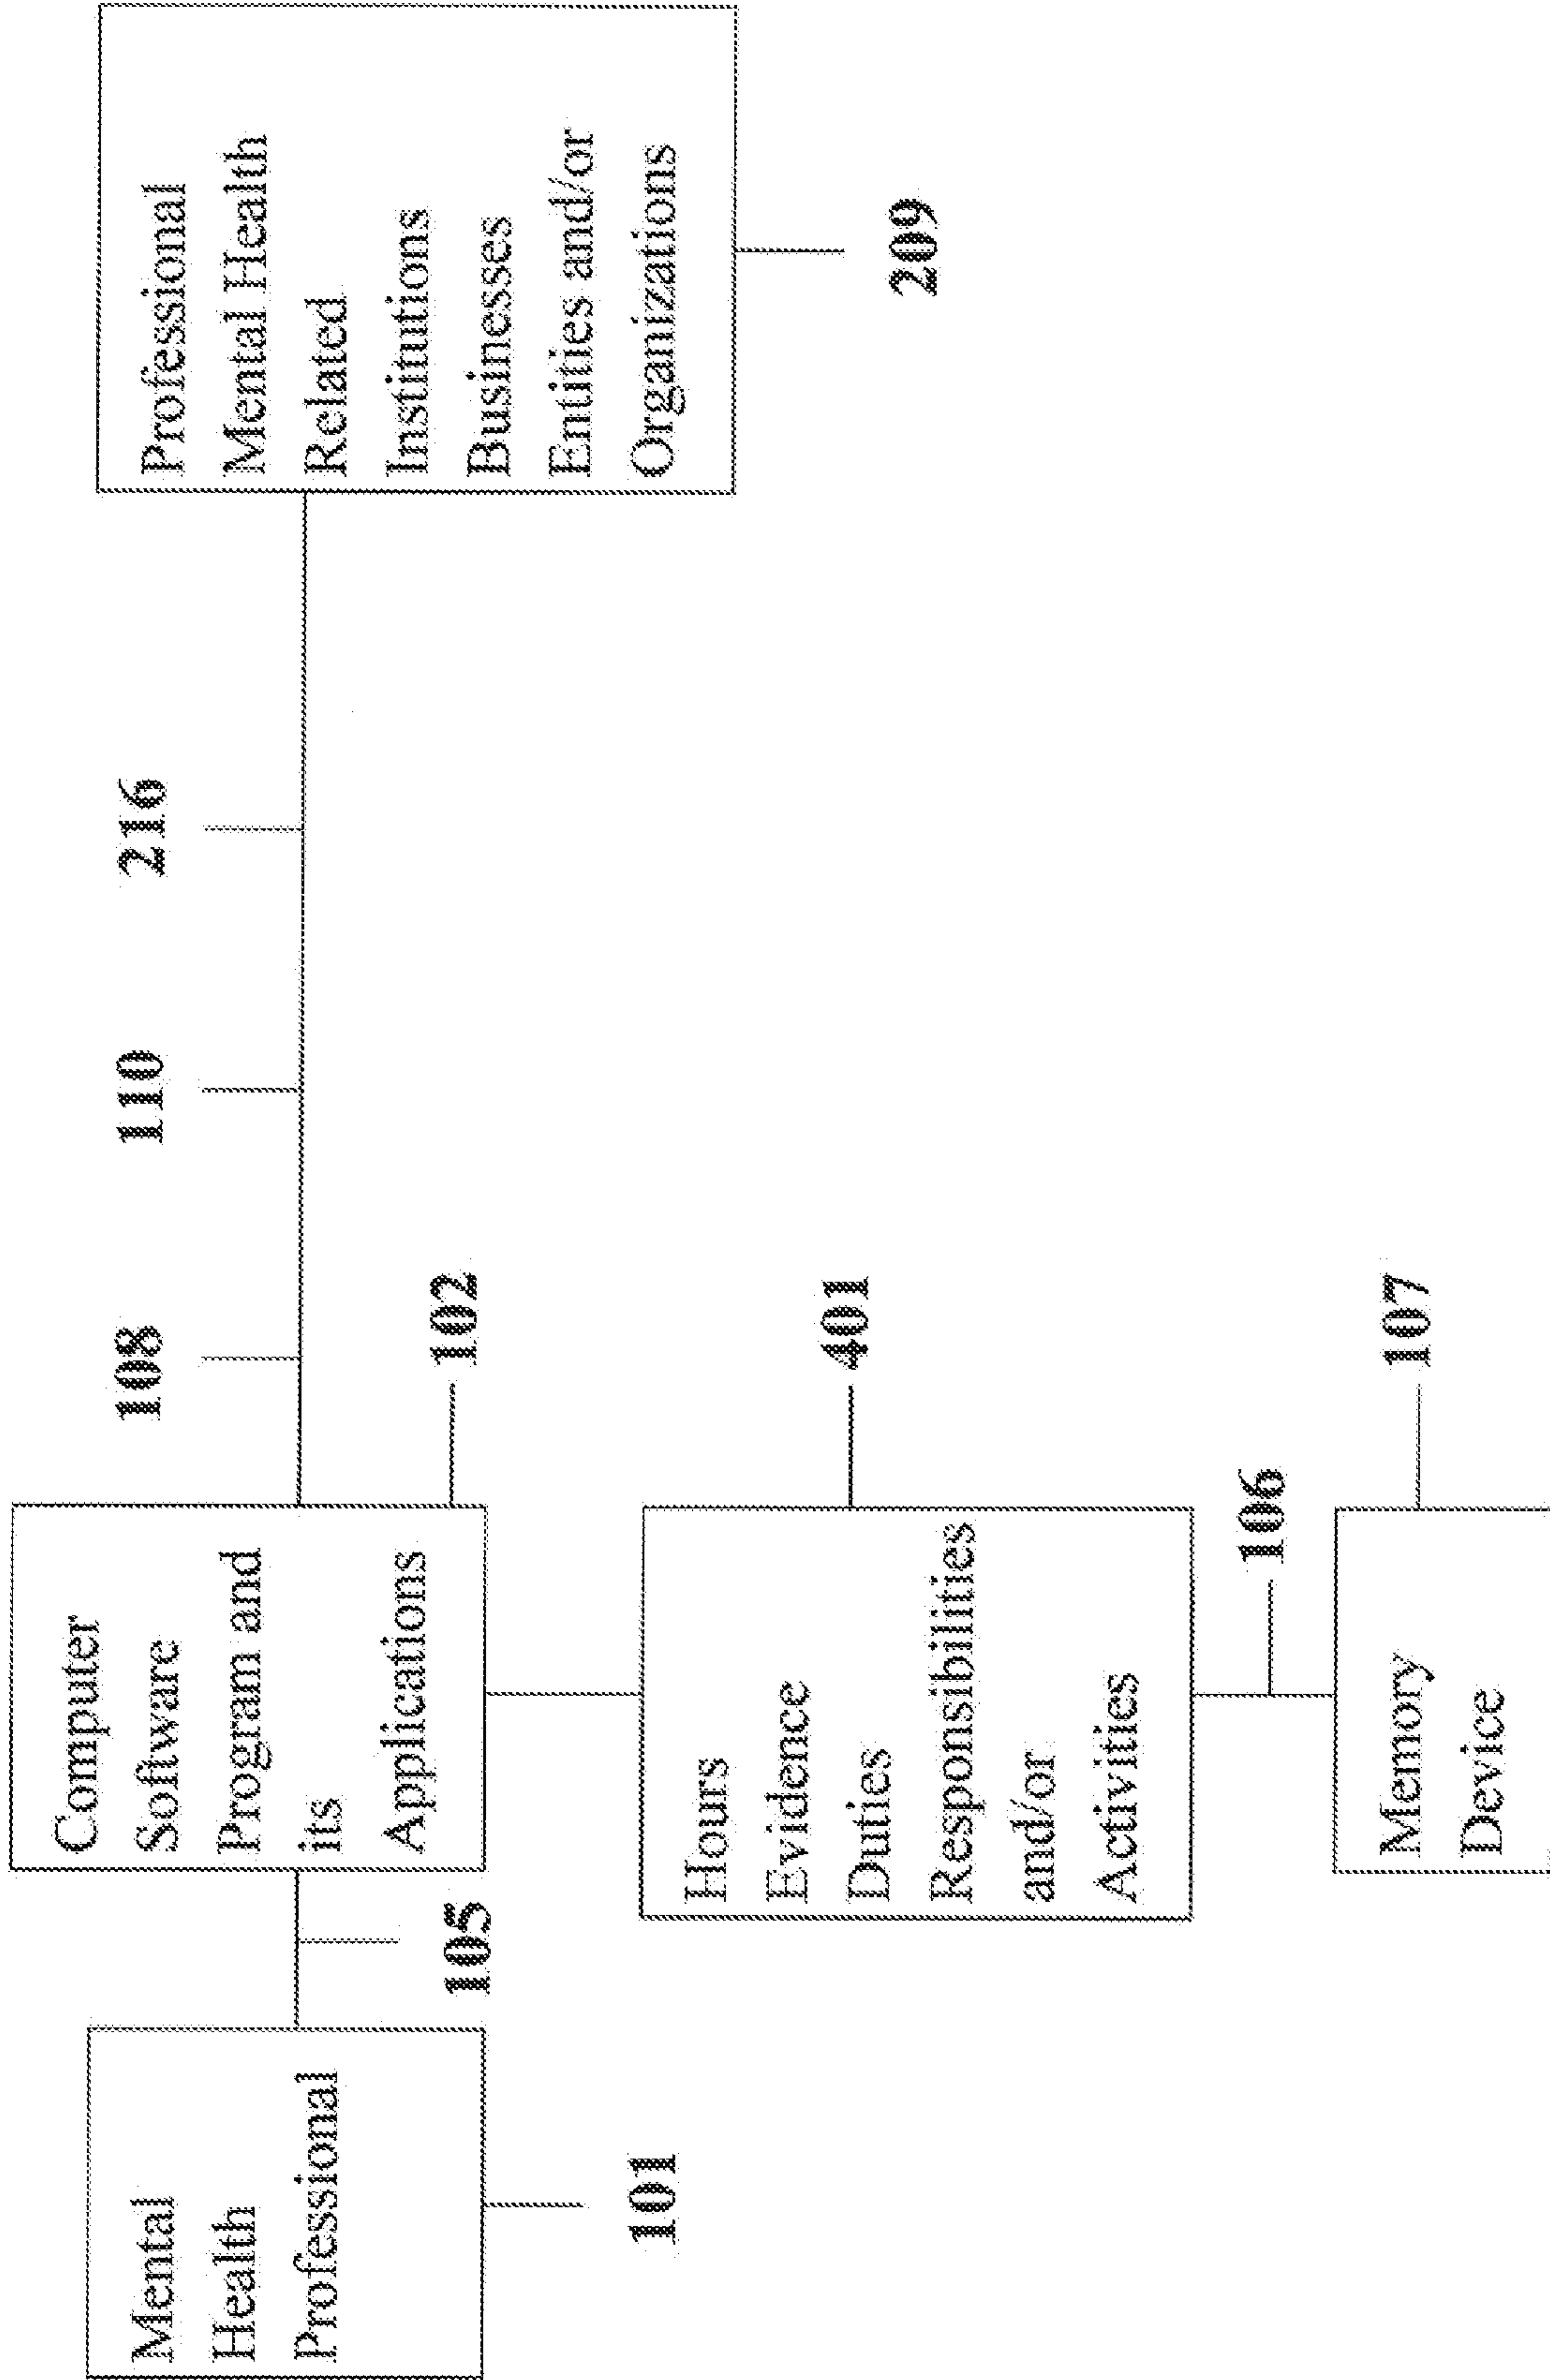 Mental
Health
Professional
101
105
Computer
Software
Program and
its
Applications
102
108
110
216
Professional
Mental Health
Related
Institutions
Businesses
Entities and/or
Organizations
209
Hours
Evidence
Duties
Responsibilities
and/or
Activities
401
106
Memory
Device
107